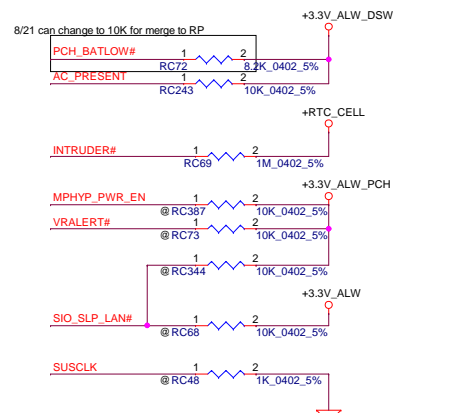 +3.3V_ALW_DSW
8/21 can change to 10K for merge to RP
PCH_BATLOW# 1 2
RC72 8.2K_0402_5%
AC_PRESENT 1 2
RC243 10K_0402_5%
+RTC_CELL
INTRUDER# 1 2
RC69 1M_0402_5%
+3.3V_ALW_PCH
MPHYP_PWR_EN 1 2
@RC387 10K_0402_5%
VRALERT# 1 2
@RC73 10K_0402_5%
1 2
@RC344 10K_0402_5%
+3.3V_ALW
SIO_SLP_LAN# 1 2
@RC68 10K_0402_5%
SUSCLK 1 2
@RC48 1K_0402_5%